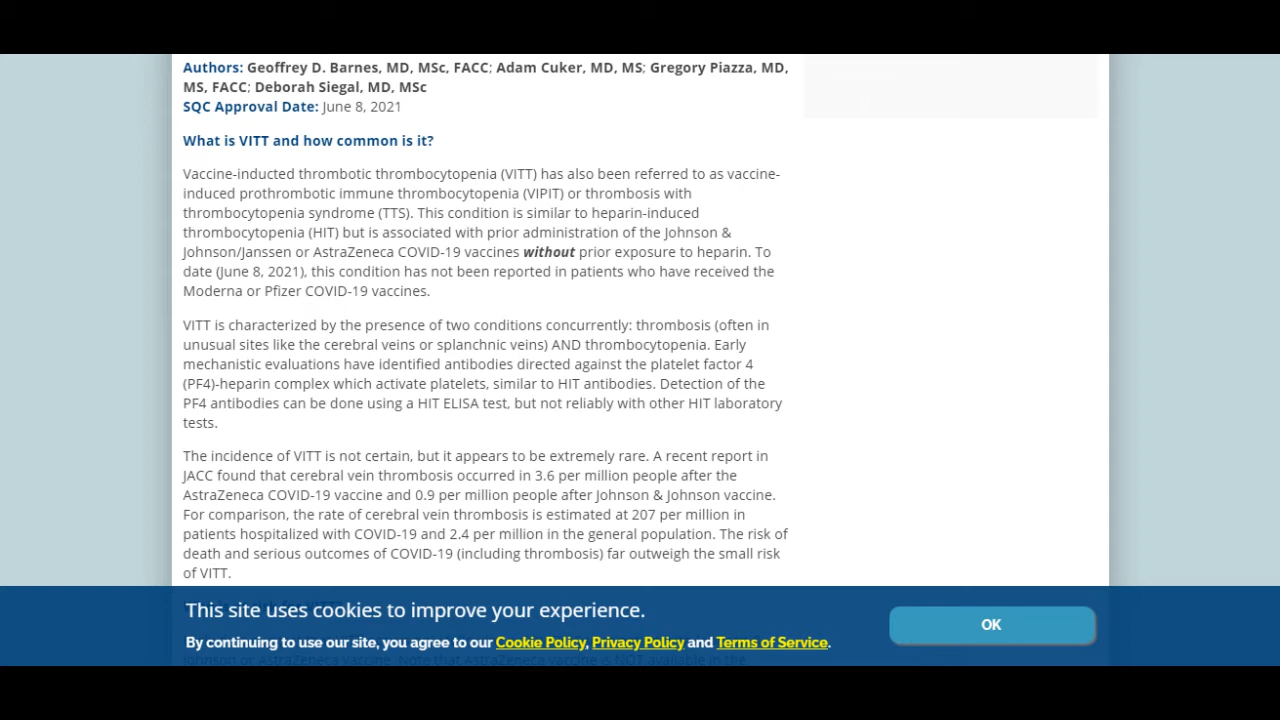 Authors: Geoffrey D. Barnes, MD, MSc, FACC; Adam Cuker, MD, MS; Gregory Piazza, MD,
MS, FACC; Deborah Siegal, MD, MSc
SQC Approval Date: June 8, 2021
What is VITT and how common is it?
Vaccine-inducted thrombotic thrombocytopenia (VITT) has also been referred to as vaccine-
induced prothrombotic immune thrombocytopenia (VIPIT) or thrombosis with
thrombocytopenia syndrome (TTS). This condition is similar to heparin-induced
thrombocytopenia (HIT) but is associated with prior administration of the Johnson &
Johnson/Janssen or AstraZeneca COVID-19 vaccines without prior exposure to heparin. To
date (June 8, 2021), this condition has not been reported in patients who have received the
Moderna or Pfizer COVID-19 vaccines.
VITT is characterized by the presence of two conditions concurrently: thrombosis (often in
unusual sites like the cerebral veins or splanchnic veins) AND thrombocytopenia. Early
mechanistic evaluations have identified antibodies directed against the platelet factor 4
(PF4)-heparin complex which activate platelets, similar to HIT antibodies. Detection of the
PF4 antibodies can be done using a HIT ELISA test, but not reliably with other HIT laboratory
tests.
The incidence of VITT is not certain, but it appears to be extremely rare. A recent report in
JACC found that cerebral vein thrombosis occurred in 3.6 per million people after the
AstraZeneca COVID-19 vaccine and 0.9 per million people after Johnson & Johnson vaccine.
For comparison, the rate of cerebral vein thrombosis is estimated at 207 per million in
patients hospitalized with COVID-19 and 2.4 per million in the general population. The risk of
death and serious outcomes of COVID-19 (including thrombosis) far outweigh the small risk
of VITT.
This site uses cookies to improve your experience.
OK
By continuing to use our site, you agree to our Cookie Policy, Privacy Policy and Terms of Service.
Johnson or AstraZeneca vaccine. Note that AstraZeneca vaccine is NOT available in the